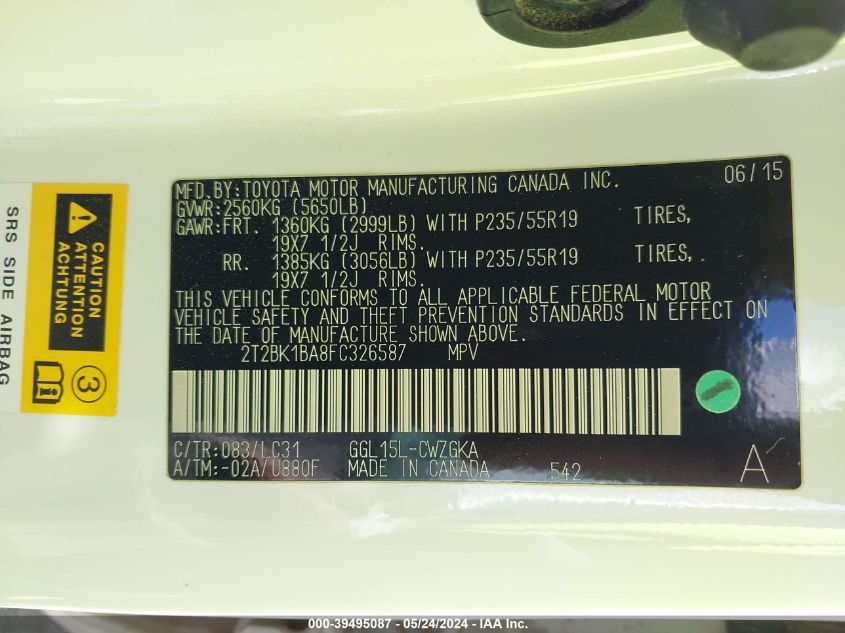 MFD.BY:TOYOTA MOTOR MANUFACTURING CANADA INC. 06/15
GVWR:2560KG (5650LB)
GAWR:FRT. 1360KG (2999LB) WITH P235/55R19 TIRES,
19X7 1/2J RIMS.
RR. 1385KG (3056LB) WITH P235/55R19 TIRES,
19X7 1/2J RIMS.
THIS VEHICLE CONFORMS TO ALL APPLICABLE FEDERAL MOTOR
VEHICLE SAFETY AND THEFT PREVENTION STANDARDS IN EFFECT ON
THE DATE OF MANUFACTURE SHOWN ABOVE.
2T2BK1BA8FC326587 MPV
C/TR:083/LC31 GGL15L-CWZGKA
A/TM:-02A/U880F MADE IN CANADA 542 A
CAUTION
ATTENTION
ACHTUNG
3
SRS SIDE AIRBAG
000-39495087 - 05/24/2024 - IAA Inc.